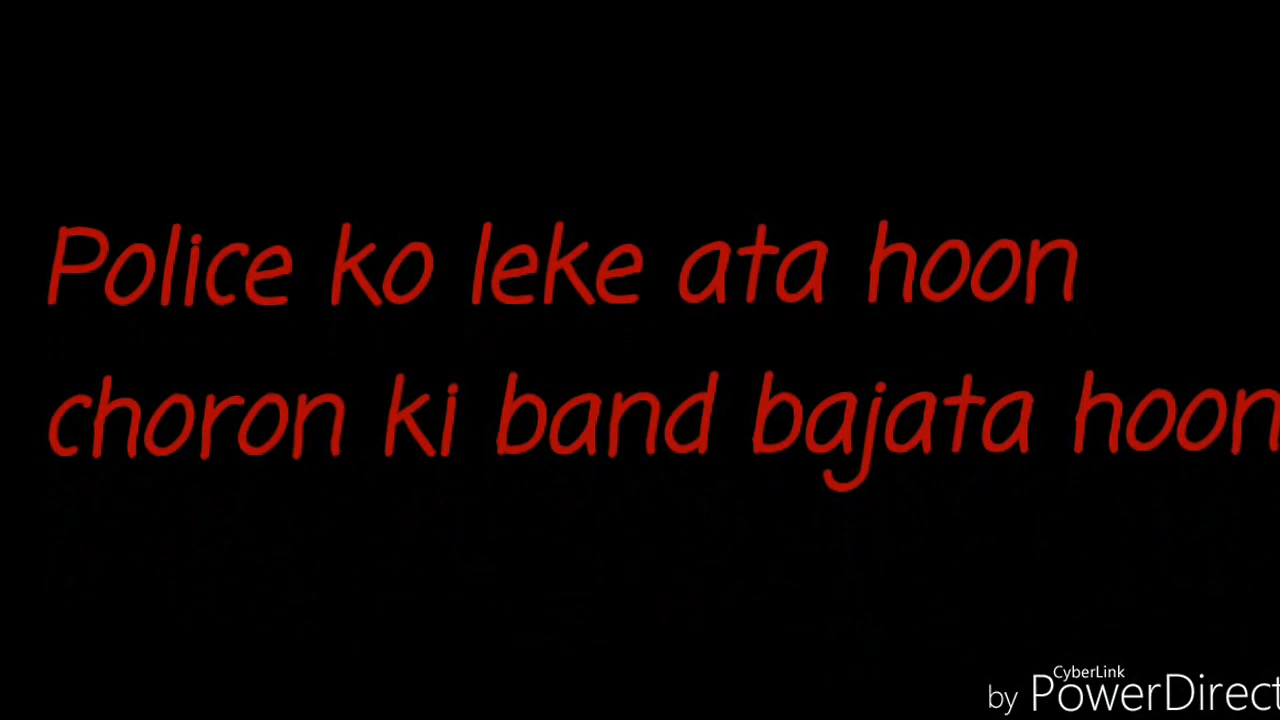 Police ko leke ata hoon
choron ki band bajata hoon
CyberLink
by PowerDirect